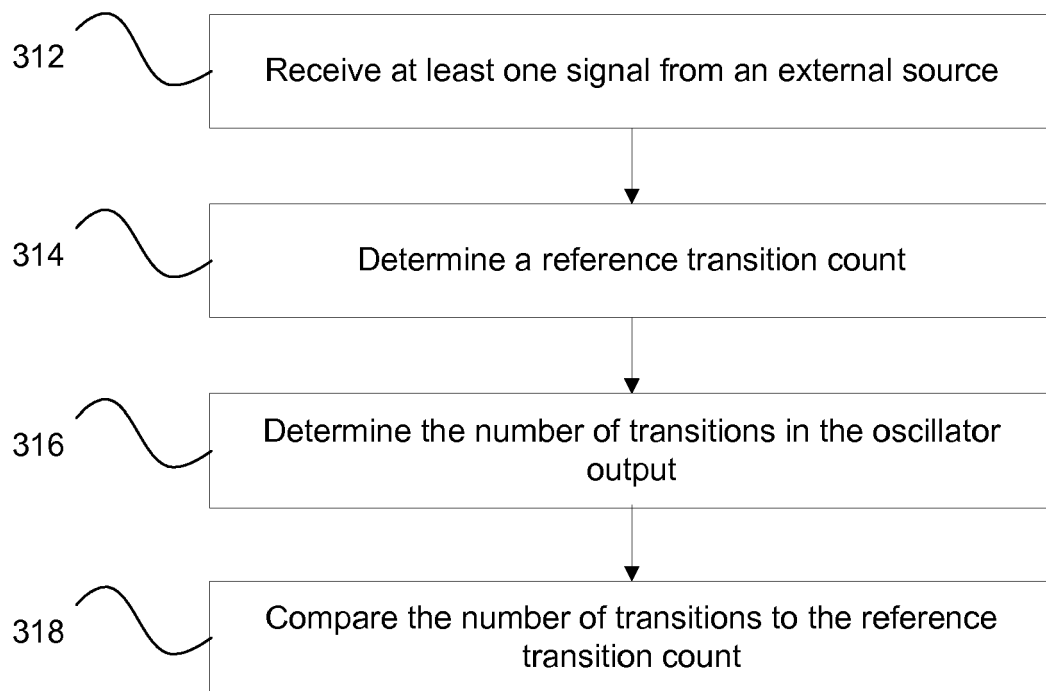 312
Receive at least one signal from an external source
314
Determine a reference transition count
316
Determine the number of transitions in the oscillator
output
318
Compare the number of transitions to the reference
transition count